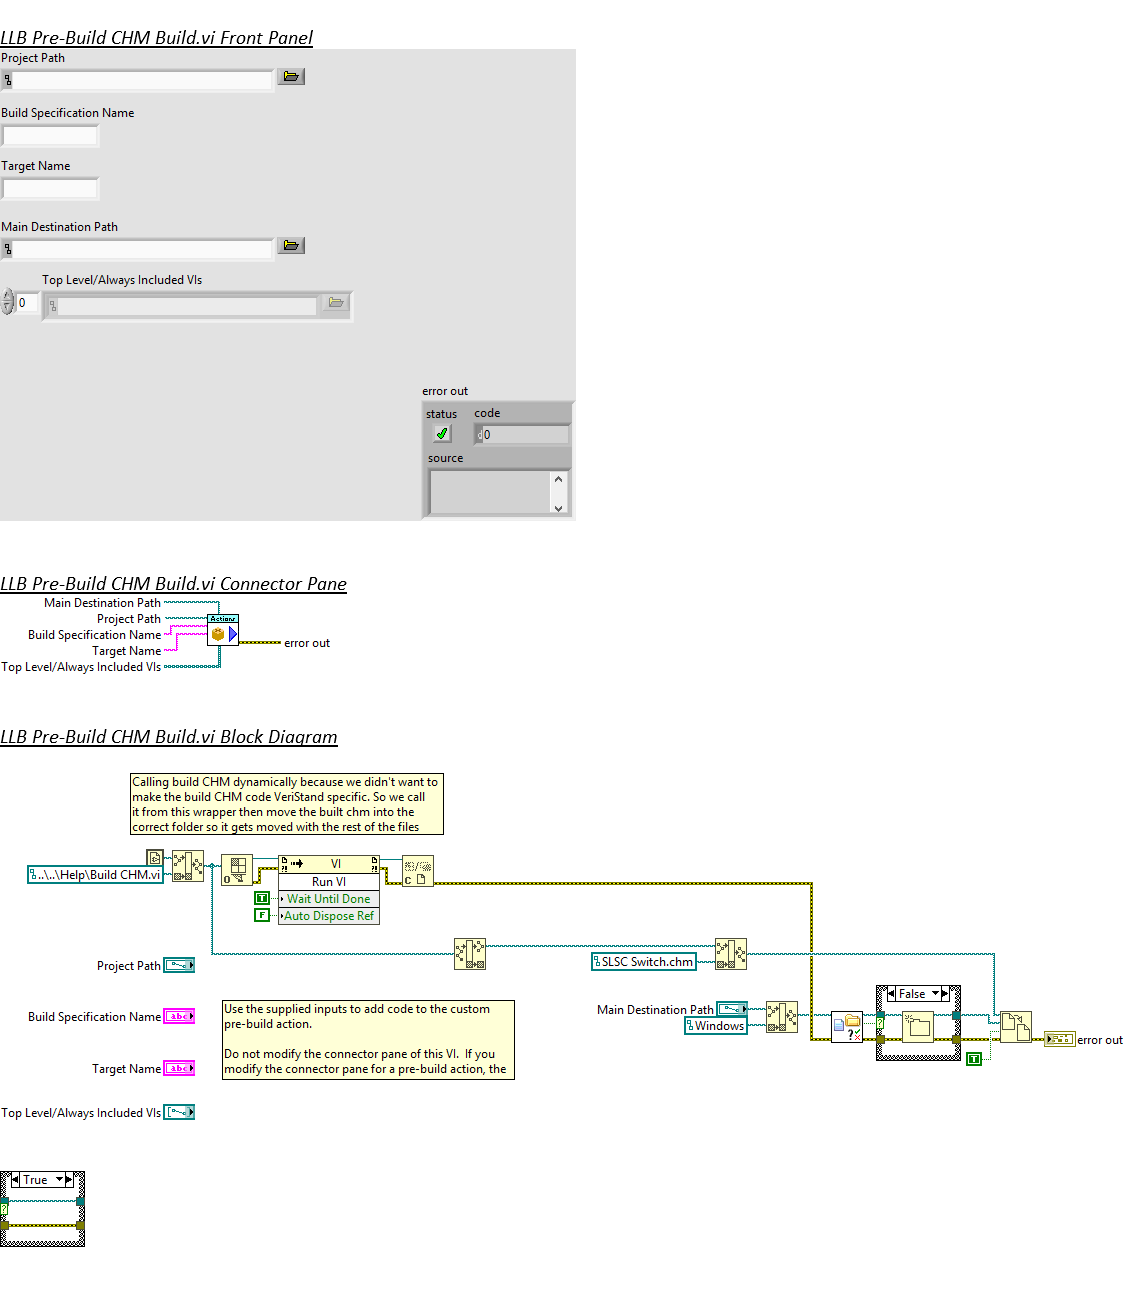 LLB Pre-Build CHM Build.vi Front Panel
Project Path
Build Specification Name
Target Name
Main Destination Path
Top Level/Always Included VIs
0
error out
status code
0
source
LLB Pre-Build CHM Build.vi Connector Pane
Main Destination Path
Project Path
Build Specification Name
Target Name
Top Level/Always Included VIs
Actions
error out
LLB Pre-Build CHM Build.vi Block Diagram
Calling build CHM dynamically because we didn't want to
make the build CHM code VeriStand specific. So we call
it from this wrapper then move the built chm into the
correct folder so it gets moved with the rest of the files
..\..\Help\Build CHM.vi
VI
Run VI
T Wait Until Done
F Auto Dispose Ref
SLSC Switch.chm
Project Path
Build Specification Name abc
Target Name abc
Top Level/Always Included VIs
Use the supplied inputs to add code to the custom
pre-build action.
Do not modify the connector pane of this VI. If you
modify the connector pane for a pre-build action, the
Main Destination Path
Windows
False
T
error out
True